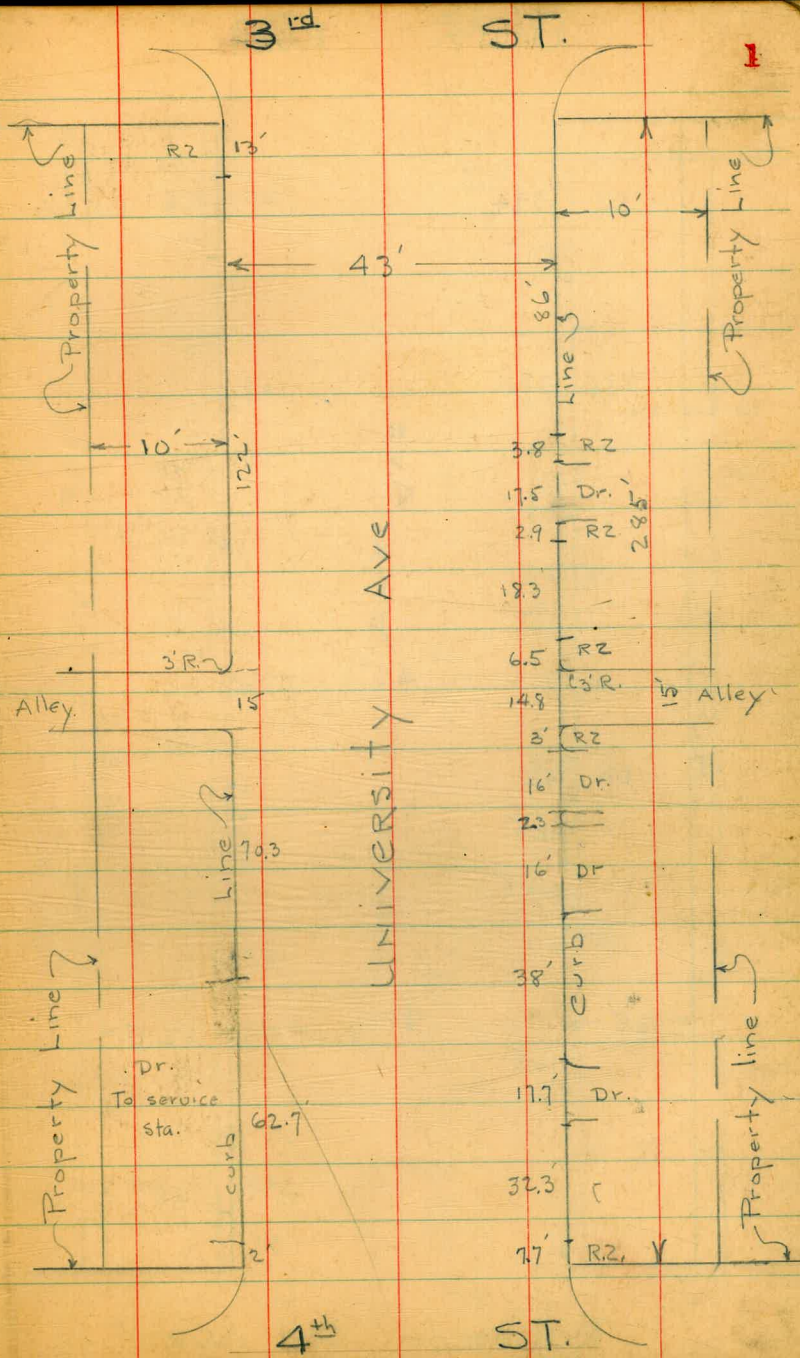 3rd ST.
1
RZ
13'
Property Line
Property Line
10'
43'
86'
Line
10'
122'
3.8
RZ
17.5
Dr.
285'
2.9
RZ
18.3
University Ave
6.5
RZ
3'R.
3'R.
Alley.
15
14.8
15
Alley
3'
RZ
16'
Dr.
2.3
Line
70.3
16'
Dr
38'
Curb
Property Line
Dr.
To service
Sta.
62.7
curb
17.7'
Dr.
Property line
32.3'
C
2
7.7'
R.Z.
4th ST.